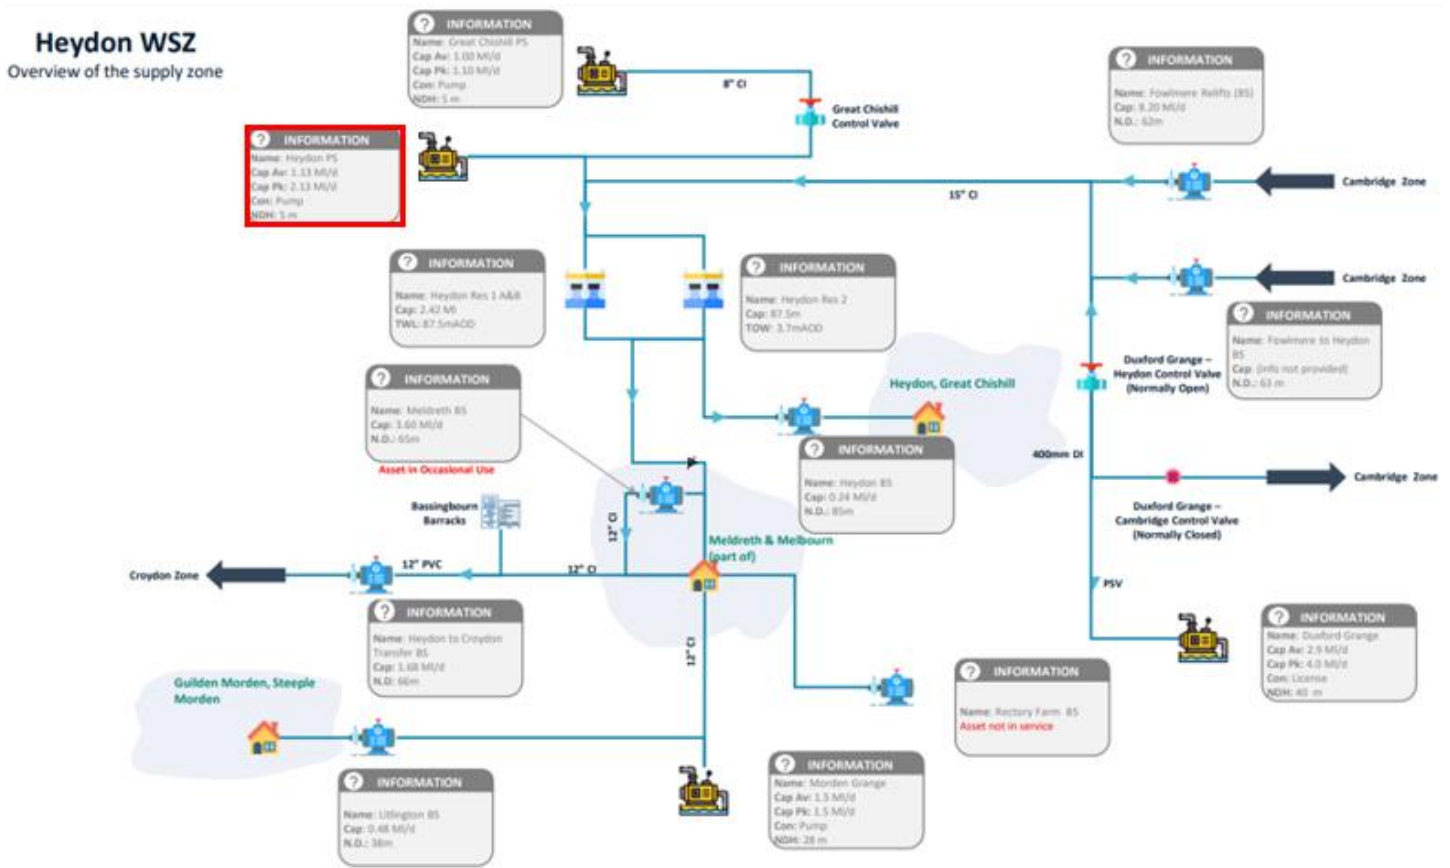 Heydon WSZ
Overview of the supply zone
INFORMATION
Name: Great Chishill PS
Cap Av: 1.00 Ml/d
Cap Pk: 1.10 Ml/d
Con: Pump
NDH: 5 m
8" CI
Great Chishill
Control Valve
INFORMATION
Name: Fowlmere Relifts (BS)
Cap: 8.20 Ml/d
N.D.: 62m
INFORMATION
Name: Heydon PS
Cap Av: 1.13 Ml/d
Cap Pk: 2.13 Ml/d
Con: Pump
NDH: 5 m
15" CI
Cambridge Zone
INFORMATION
Name: Heydon Res 1 A&B
Cap: 2.42 Ml
TWL: 87.5mAOD
INFORMATION
Name: Heydon Res 2
Cap: 87.5m
TOW: 3.7mAOD
Cambridge Zone
INFORMATION
Name: Fowlmere to Heydon
BS
Cap: (info not provided)
N.D.: 63 m
Duxford Grange –
Heydon Control Valve
(Normally Open)
INFORMATION
Name: Meldreth BS
Cap: 3.60 Ml/d
N.D.: 65m
Asset in Occasional Use
Heydon, Great Chishill
INFORMATION
Name: Heydon BS
Cap: 0.24 Ml/d
N.D.: 85m
400mm DI
Cambridge Zone
Duxford Grange –
Cambridge Control Valve
(Normally Closed)
Bassingbourn
Barracks
12" CI
Meldreth & Melbourn
(part of)
Croydon Zone
12" PVC
12" CI
PSV
INFORMATION
Name: Heydon to Croydon
Transfer BS
Cap: 1.68 Ml/d
N.D: 66m
12" CI
INFORMATION
Name: Duxford Grange
Cap Av: 2.9 Ml/d
Cap Pk: 4.0 Ml/d
Con: License
NDH: 40 m
Guilden Morden, Steeple
Morden
INFORMATION
Name: Rectory Farm BS
Asset not in service
INFORMATION
Name: Litlington BS
Cap: 0.48 Ml/d
N.D.: 38m
INFORMATION
Name: Morden Grange
Cap Av: 1.5 Ml/d
Cap Pk: 1.5 Ml/d
Con: Pump
NDH: 28 m